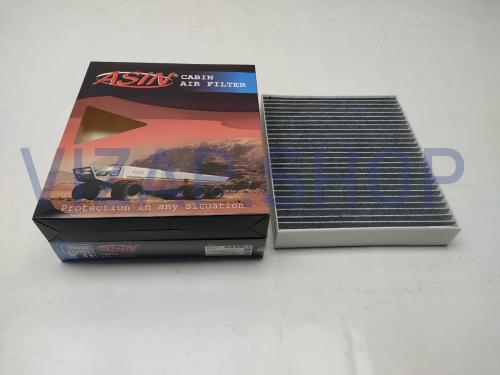 ASIN® CABIN
AIR FILTER
VIZAR SHOP
Protection in any situation
ASIN